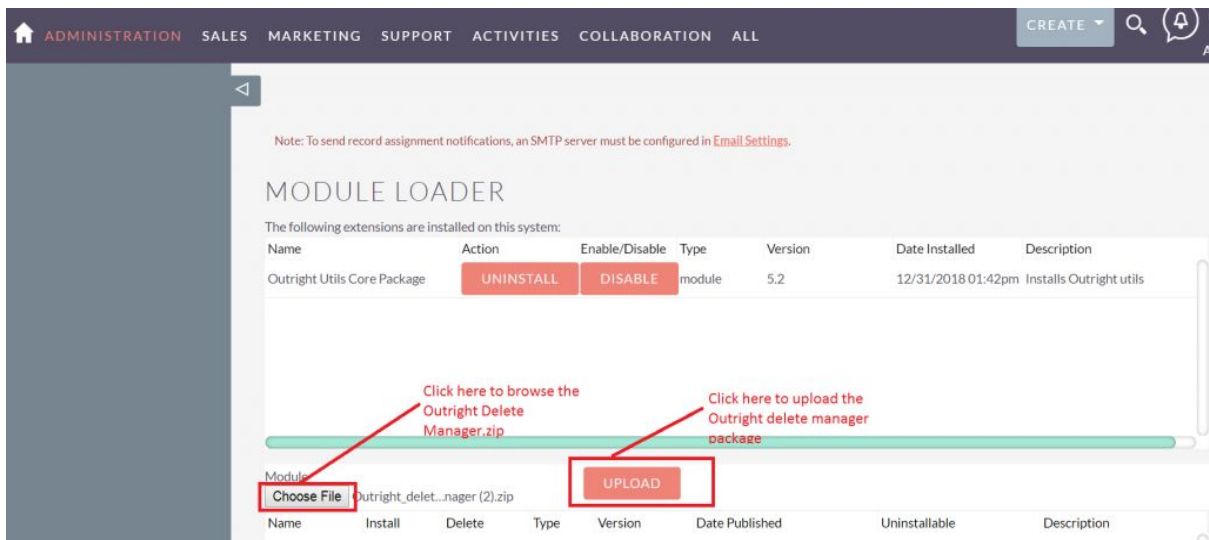 ADMINISTRATION SALES MARKETING SUPPORT ACTIVITIES COLLABORATION ALL CREATE
Note: To send record assignment notifications, an SMTP server must be configured in Email Settings.
MODULE LOADER
The following extensions are installed on this system:
Name Action Enable/Disable Type Version Date Installed Description
Outright Utils Core Package UNINSTALL DISABLE module 5.2 12/31/2018 01:42pm Installs Outright utils
Click here to browse the
Outright Delete
Manager.zip
Click here to upload the
Outright delete manager
package
Module
Choose File Outright_delet...nager (2).zip UPLOAD
Name Install Delete Type Version Date Published Uninstallable Description